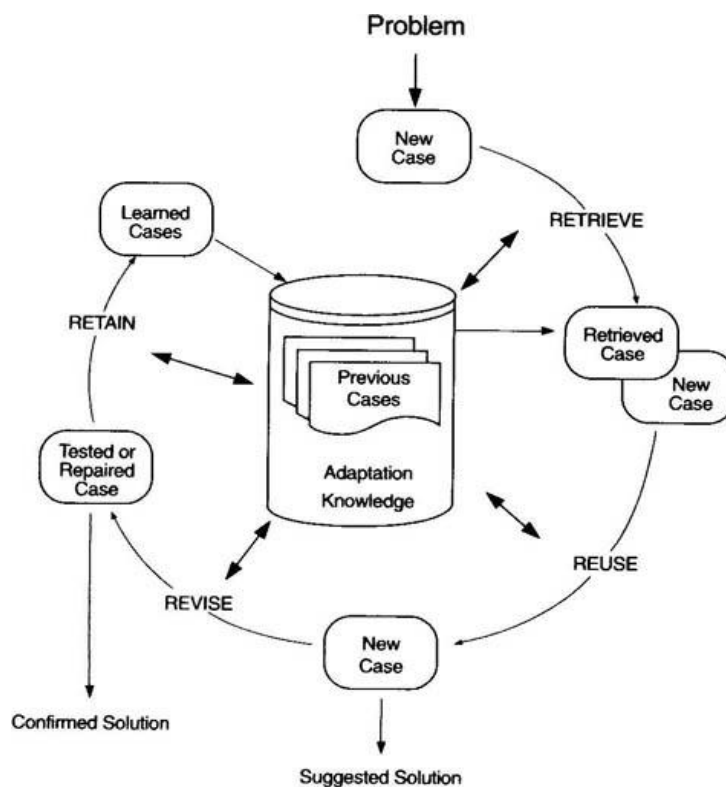 Problem
New
Case
RETRIEVE
Learned
Cases
RETAIN
Previous
Cases
Adaptation
Knowledge
Retrieved
Case
New
Case
Tested or
Repaired
Case
REUSE
REVISE
New
Case
Confirmed Solution
Suggested Solution